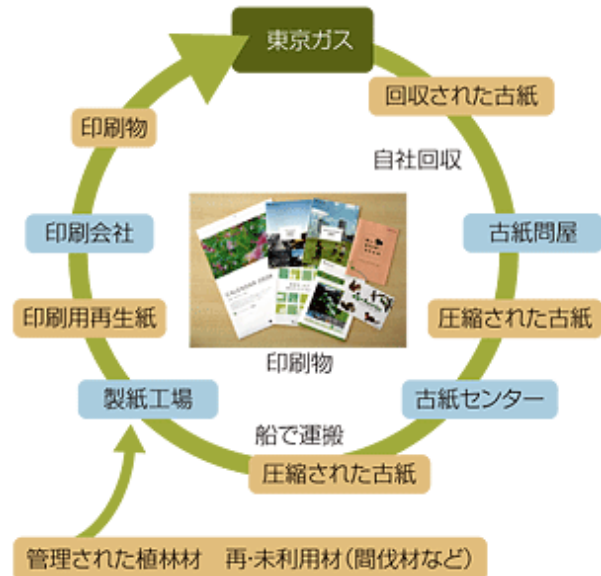 東京ガス
回収された古紙
自社回収
古紙問屋
圧縮された古紙
古紙センター
圧縮された古紙
船で運搬
製紙工場
印刷用再生紙
印刷会社
印刷物
印刷物
管理された植林材 再・未利用材(間伐材など)